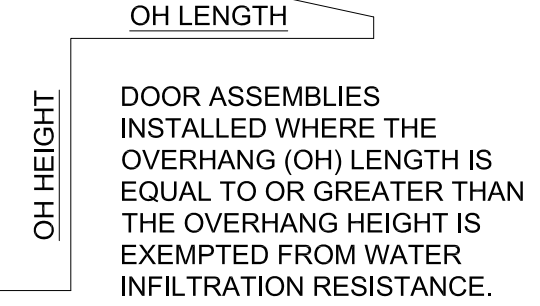 OH LENGTH
OH HEIGHT
DOOR ASSEMBLIES
INSTALLED WHERE THE
OVERHANG (OH) LENGTH IS
EQUAL TO OR GREATER THAN
THE OVERHANG HEIGHT IS
EXEMPTED FROM WATER
INFILTRATION RESISTANCE.